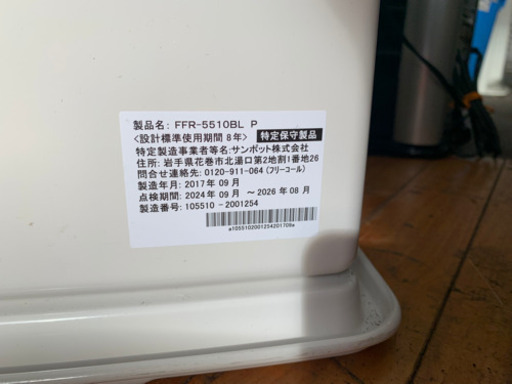 製品名: FFR-5510BL P
<設計標準使用期間 8年> 特定保守製品
特定製造事業者等名:サンポット株式会社
住所: 岩手県花巻市北湯口第2地割1番地26
問合せ連絡先: 0120-911-064 (フリーコール)
製造年月: 2017年 09月
点検期間: 2024年 09月 ～2026年 08月
製造番号: 105510 -2001254
a105510200125420170​9a